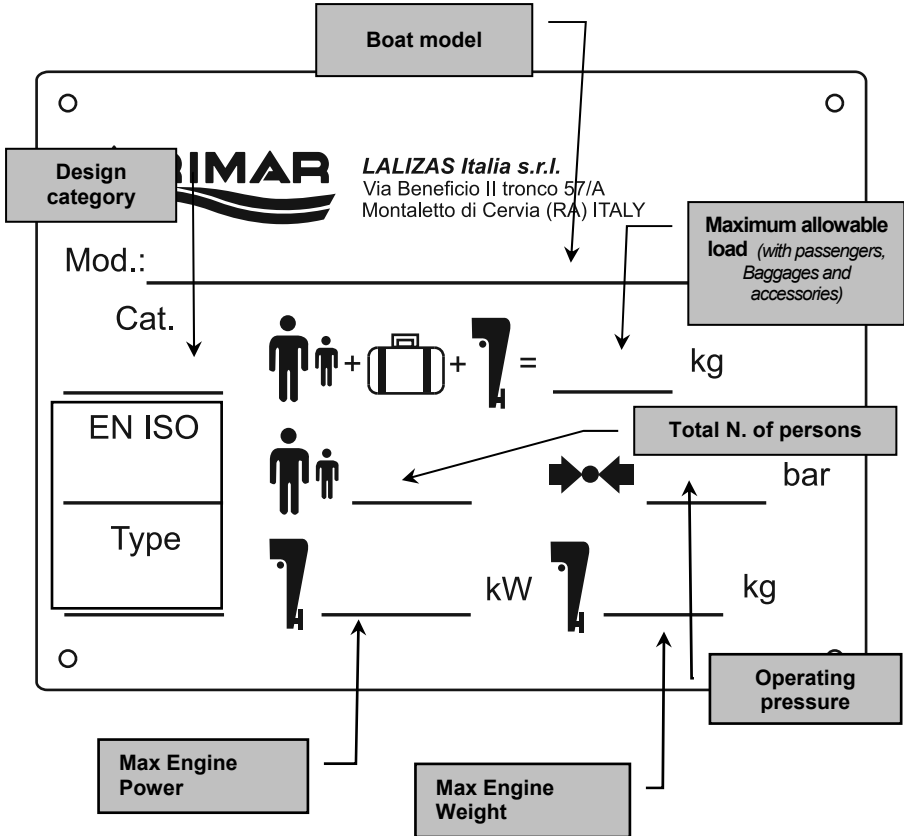 Boat model
Design
category
RIMAR
LALIZAS Italia s.r.l.
Via Beneficio II tronco 57/A
Montaletto di Cervia (RA) ITALY
Maximum allowable
load (with passengers,
Baggages and
accessories)
Mod.:
Cat.
+ + = kg
EN ISO
Total N. of persons
bar
Type
kW
kg
Operating
pressure
Max Engine
Power
Max Engine
Weight